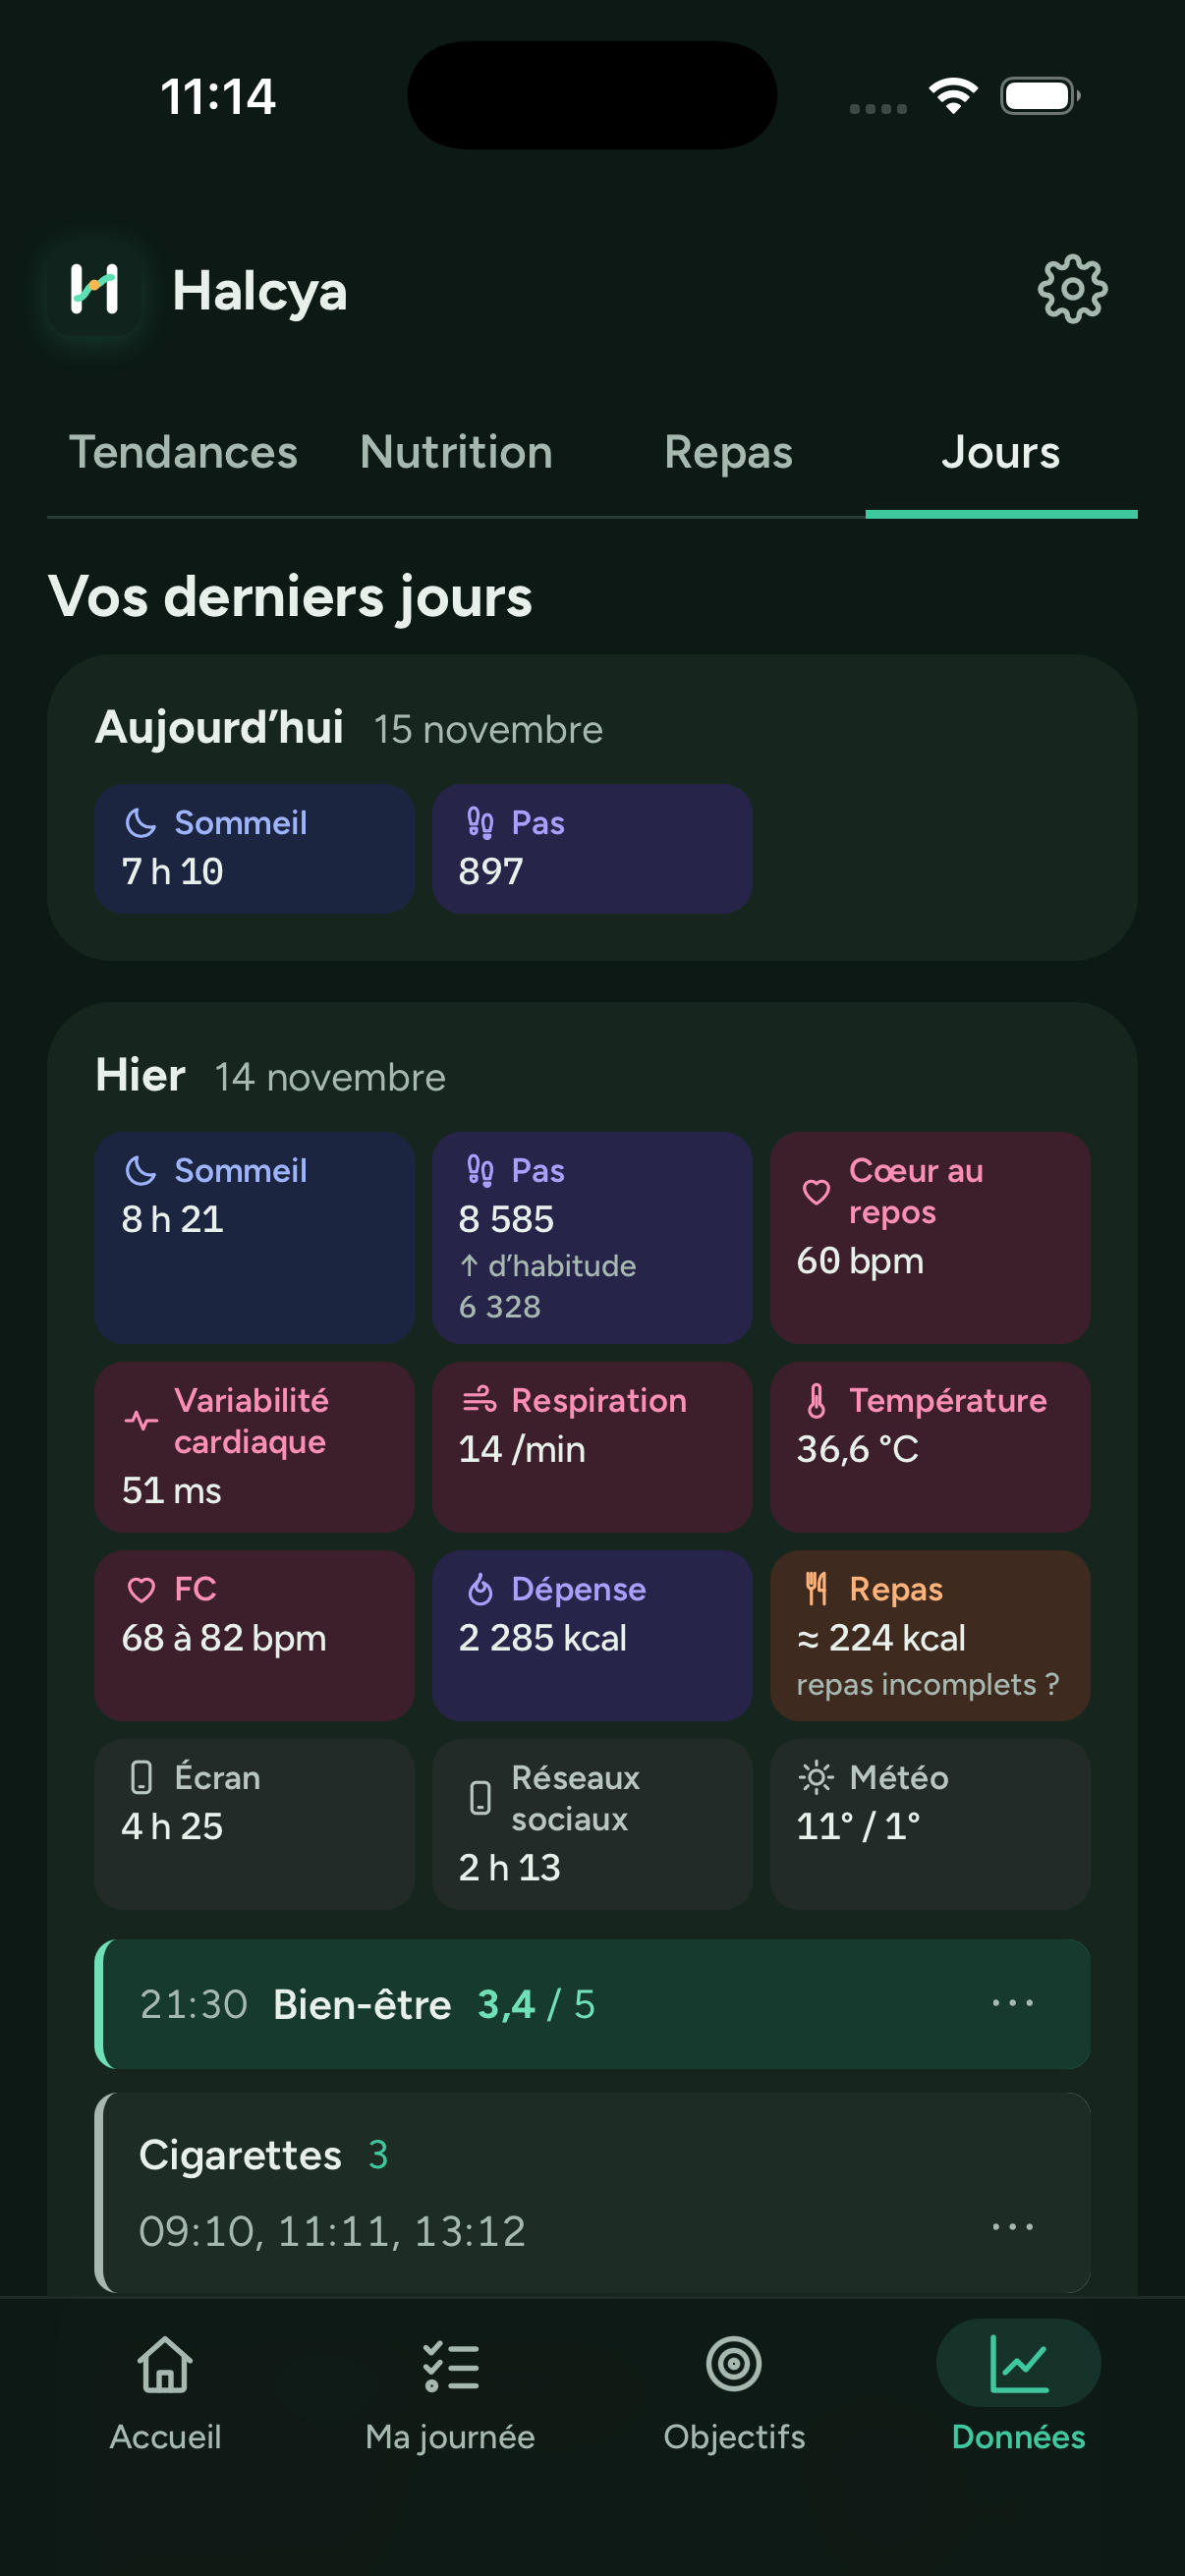 11:14
Halcya
Tendances Nutrition Repas Jours
Vos derniers jours
Aujourd’hui 15 novembre
Sommeil
7 h 10
Pas
897
Hier 14 novembre
Sommeil
8 h 21
Pas
8 585
↑ d’habitude
6 328
Cœur au
repos
60 bpm
Variabilité
cardiaque
51 ms
Respiration
14 /min
Température
36,6 °C
FC
68 à 82 bpm
Dépense
2 285 kcal
Repas
≈ 224 kcal
repas incomplets ?
Écran
4 h 25
Réseaux
sociaux
2 h 13
Météo
11° / 1°
21:30 Bien-être 3,4 / 5
Cigarettes 3
09:10, 11:11, 13:12
Accueil Ma journée Objectifs Données